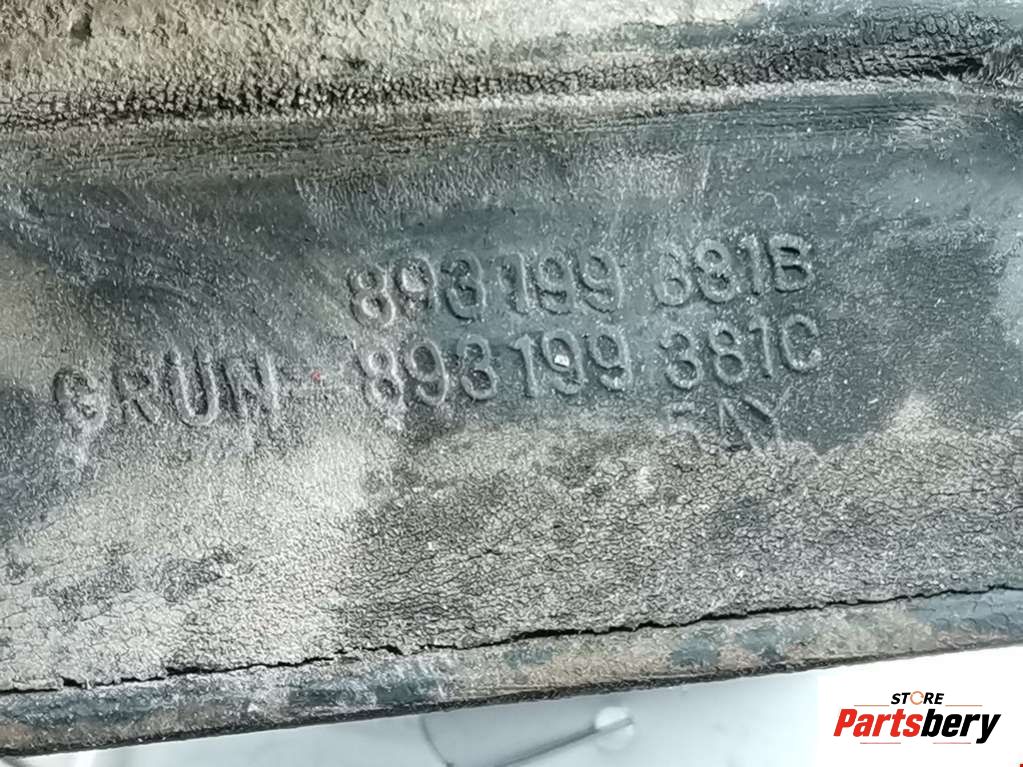 893 199 381B
GRUN- 893 199 381C
STORE
Partsbery